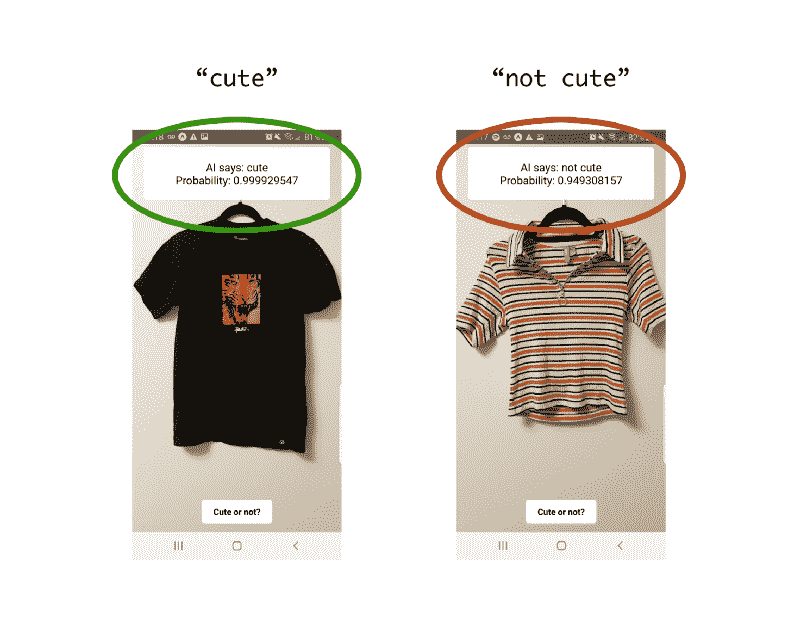 “cute”
“not cute”
AI says: cute
Probability: 0.999929547
Cute or not?
AI says: not cute
Probability: 0.949308157
Cute or not?